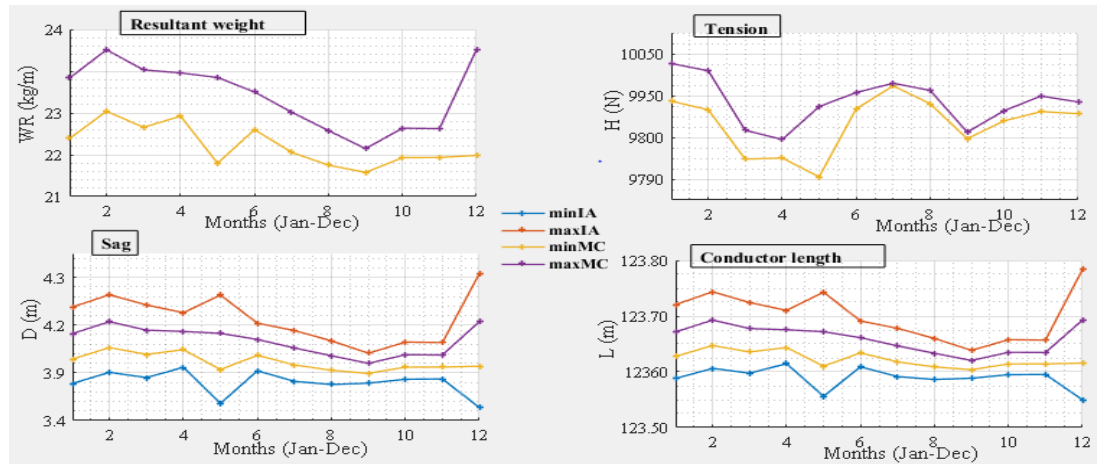 Resultant weight
24
23
22
21
WR (kg/m)
2 4 6 8 10 12
Months (Jan-Dec)
Tension
10050
9950
9800
9790
H (N)
2 4 6 8 10 12
Months (Jan-Dec)
minIA
maxIA
minMC
maxMC
Sag
4.3
4.2
3.9
3.4
D (m)
2 4 6 8 10 12
Months (Jan-Dec)
Conductor length
123.80
123.70
123.60
123.50
L (m)
2 4 6 8 10 12
Months (Jan-Dec)